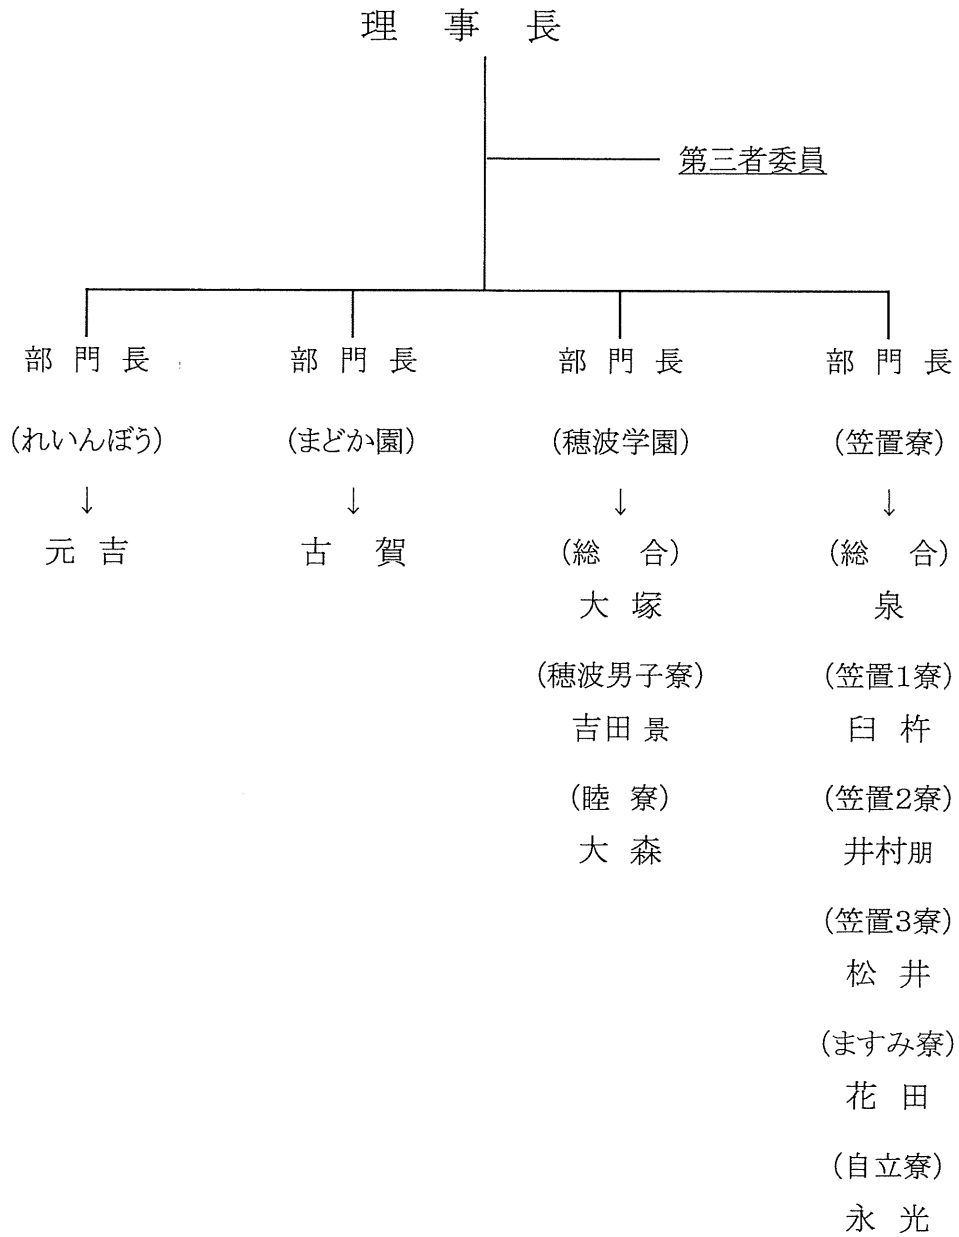 理 事 長
第三者委員
部 門 長 部 門 長 部 門 長 部 門 長
(れいんぼう) (まどか園) (穂波学園) (笠置寮)
↓ ↓ ↓ ↓
元 吉 古 賀 (総 合) (総 合)
大 塚 泉
(穂波男子寮) (笠置1寮)
吉田 景 臼 杵
(睦 寮) (笠置2寮)
大 森 井村朋
(笠置3寮)
松 井
(ますみ寮)
花 田
(自立寮)
永 光